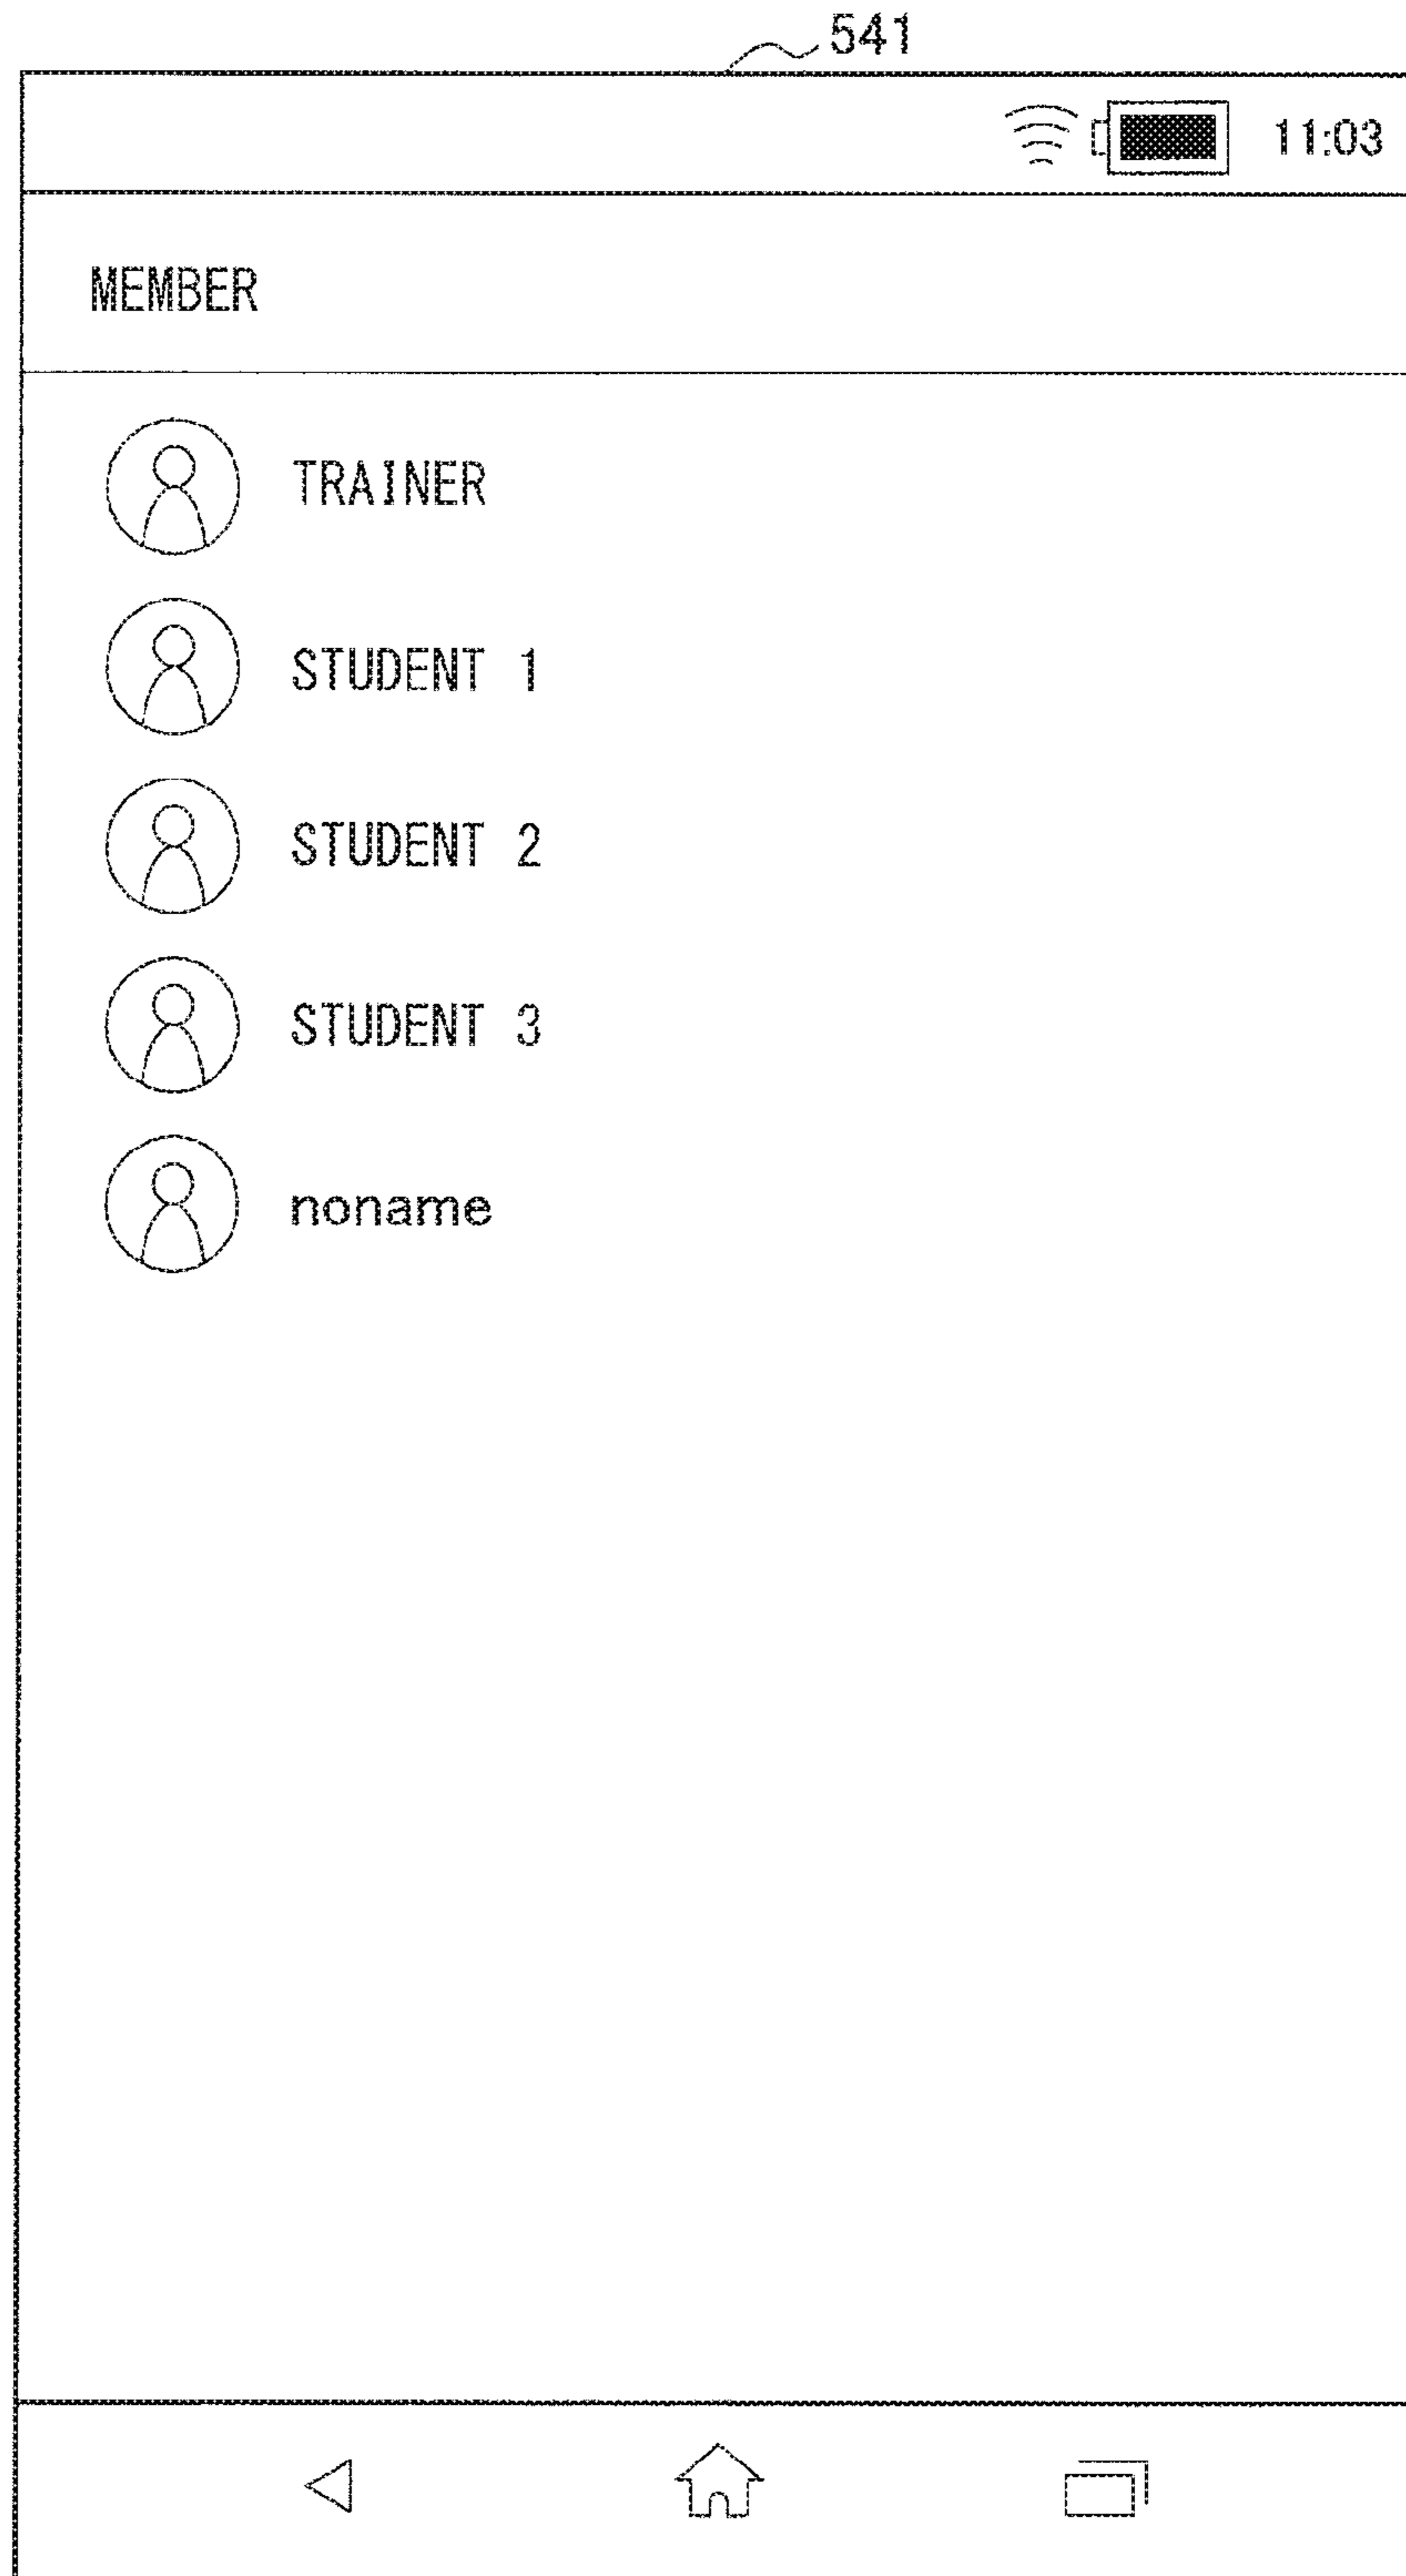 541
11:03
MEMBER
TRAINER
STUDENT 1
STUDENT 2
STUDENT 3
noname